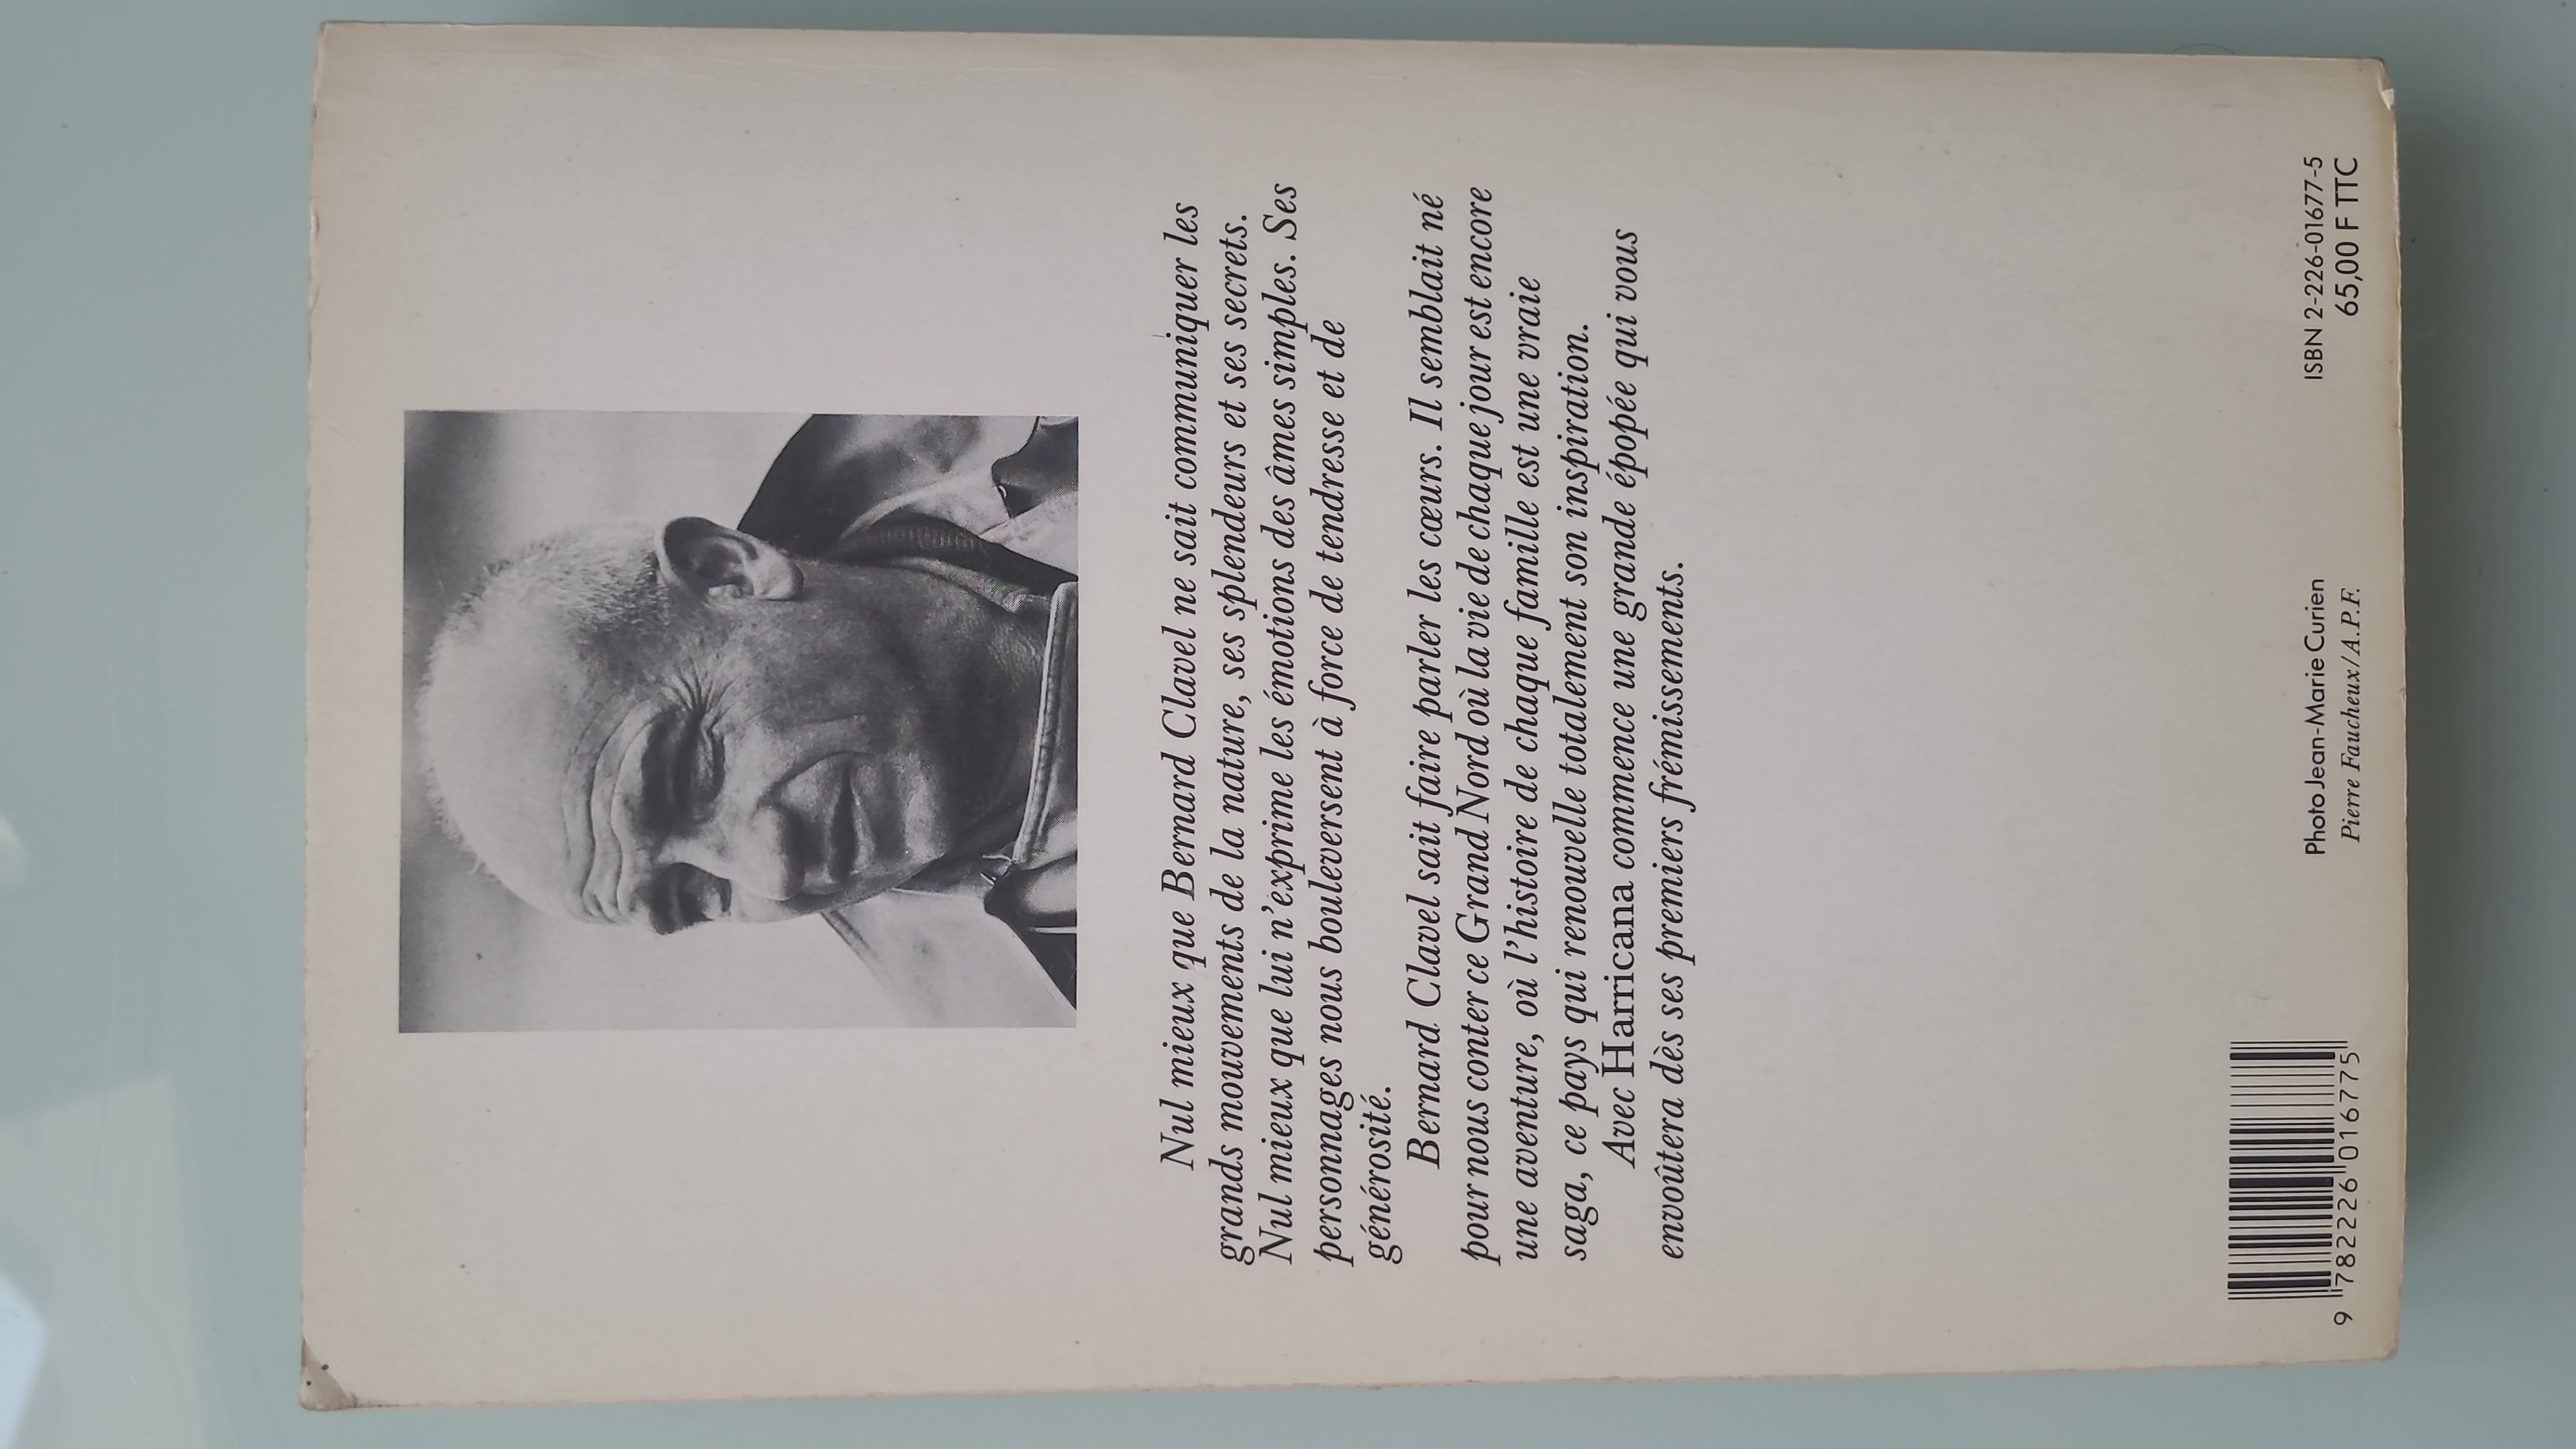 Nul mieux que Bernard Clavel ne sait communiquer les
grands mouvements de la nature, ses splendeurs et ses secrets.
Nul mieux que lui n'exprime les émotions des âmes simples. Ses
personnages nous bouleversent à force de tendresse et de
générosité.
Bernard Clavel sait faire parler les cœurs. Il semblait né
pour nous conter ce Grand Nord où la vie de chaque jour est encore
une aventure, où l'histoire de chaque famille est une vraie
saga, ce pays qui renouvelle totalement son inspiration.
Avec Harricana commence une grande épopée qui vous
envoûtera dès ses premiers frémissements.
9 782226 016775
Photo Jean-Marie Curien
Pierre Faucheux/A.P.F.
ISBN 2-226-01677-5
65,00 F TTC